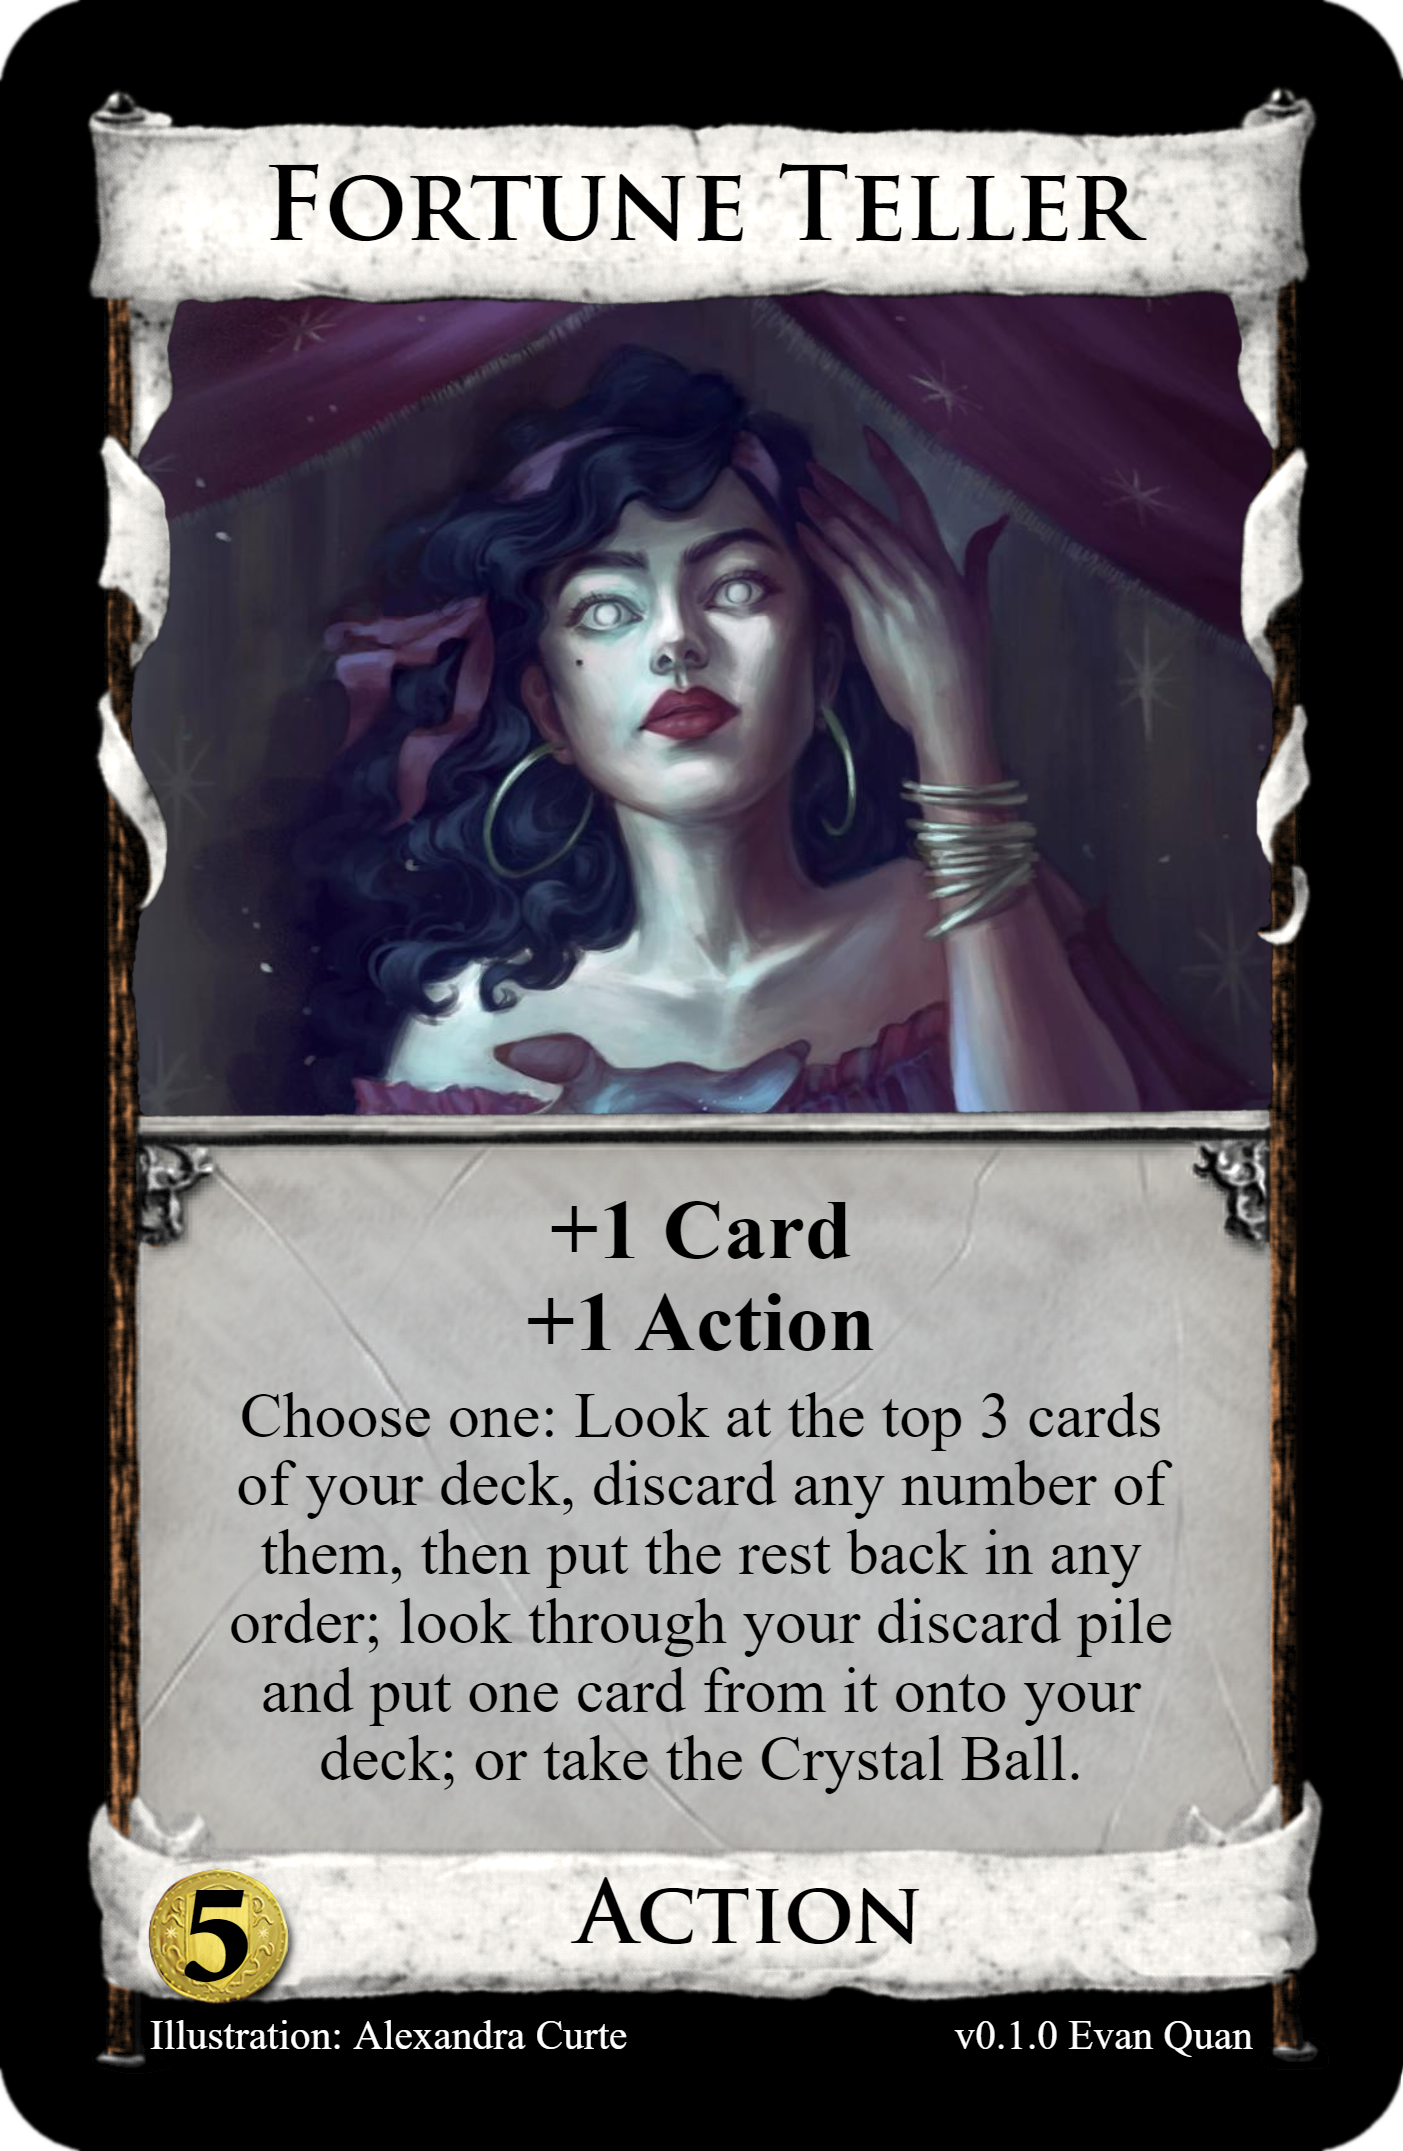 FORTUNE TELLER
+1 Card
+1 Action
Choose one: Look at the top 3 cards
of your deck, discard any number of
them, then put the rest back in any
order; look through your discard pile
and put one card from it onto your
deck; or take the Crystal Ball.
5
ACTION
Illustration: Alexandra Curte
v0.1.0 Evan Quan